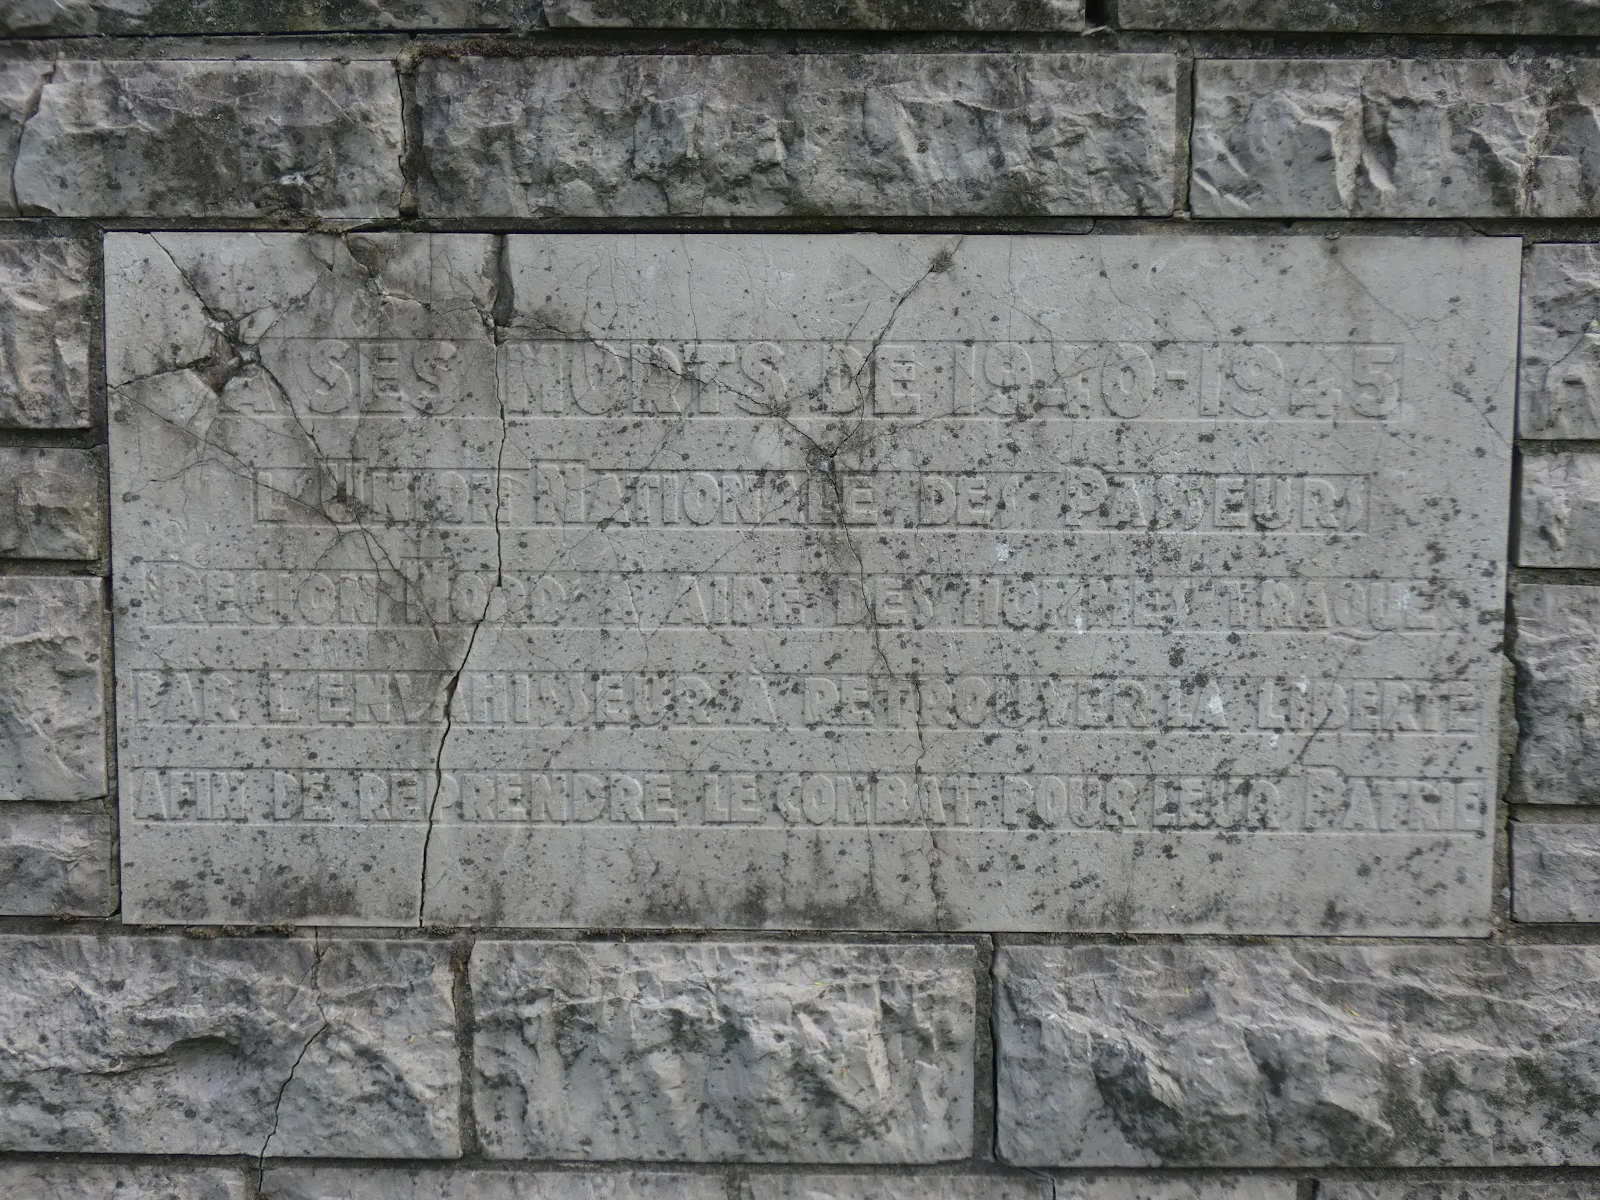 A SES MORTS DE 1940-1945
L'UNION NATIONALE DES PASSEURS
"REGION NORD" A AIDE DES HOMMES TRAQUES
PAR L'ENVAHISSEUR À RETROUVER LA LIBERTE
AFIN DE REPRENDRE LE COMBAT POUR LEUR PATRIE